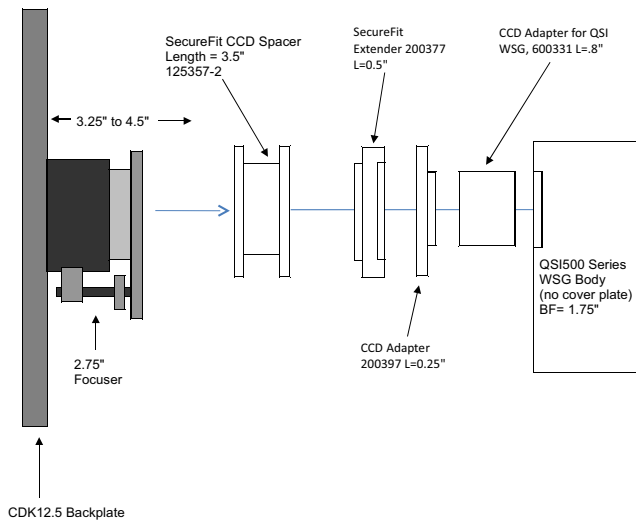 SecureFit CCD Spacer
Length = 3.5"
125357-2
SecureFit
Extender 200377
L=0.5"
CCD Adapter for QSI
WSG, 600331 L=.8"
3.25" to 4.5"
QSI500 Series
WSG Body
(no cover plate)
BF= 1.75"
CCD Adapter
200397 L=0.25"
2.75"
Focuser
CDK12.5 Backplate